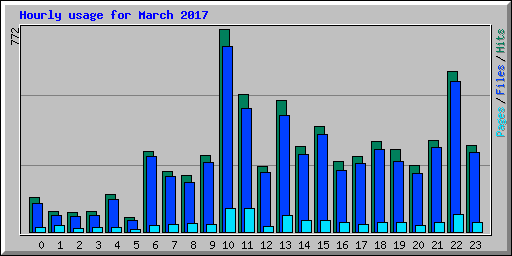 Hourly usage for March 2017
772
Pages / Files / Hits
0 1 2 3 4 5 6 7 8 9 10 11 12 13 14 15 16 17 18 19 20 21 22 23